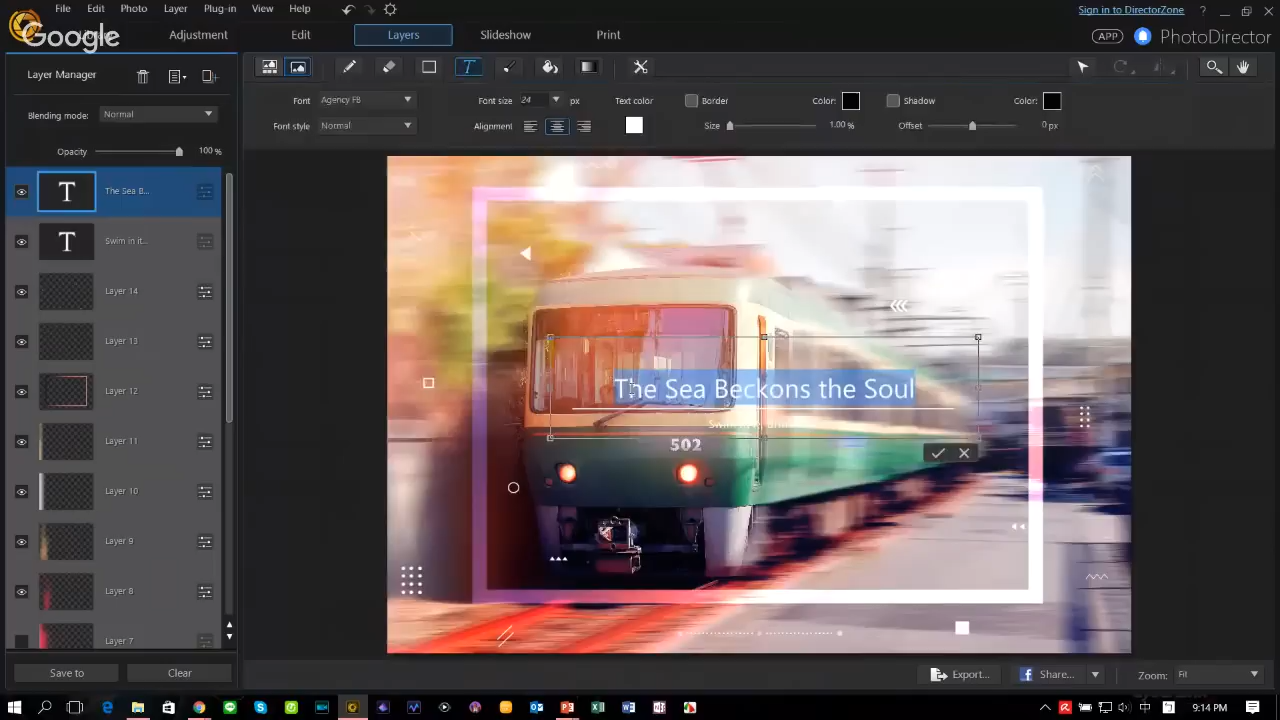 File Edit Photo Layer Plug-in View Help
Sign in to DirectorZone
?
Google
Adjustment Edit Layers Slideshow Print
APP PhotoDirector
Layer Manager
T
Font Agency FB Font size 24 px Text color Border Color: Shadow Color:
Blending mode: Normal
Font style Normal Alignment Size 1.00 % Offset 0 px
Opacity 100 %
T The Sea B...
T Swim in it...
Layer 14
Layer 13
Layer 12
Layer 11
Layer 10
Layer 9
Layer 8
Layer 7
The Sea Beckons the Soul
502
Save to Clear
Export... Share... Zoom: Fit
9:14 PM